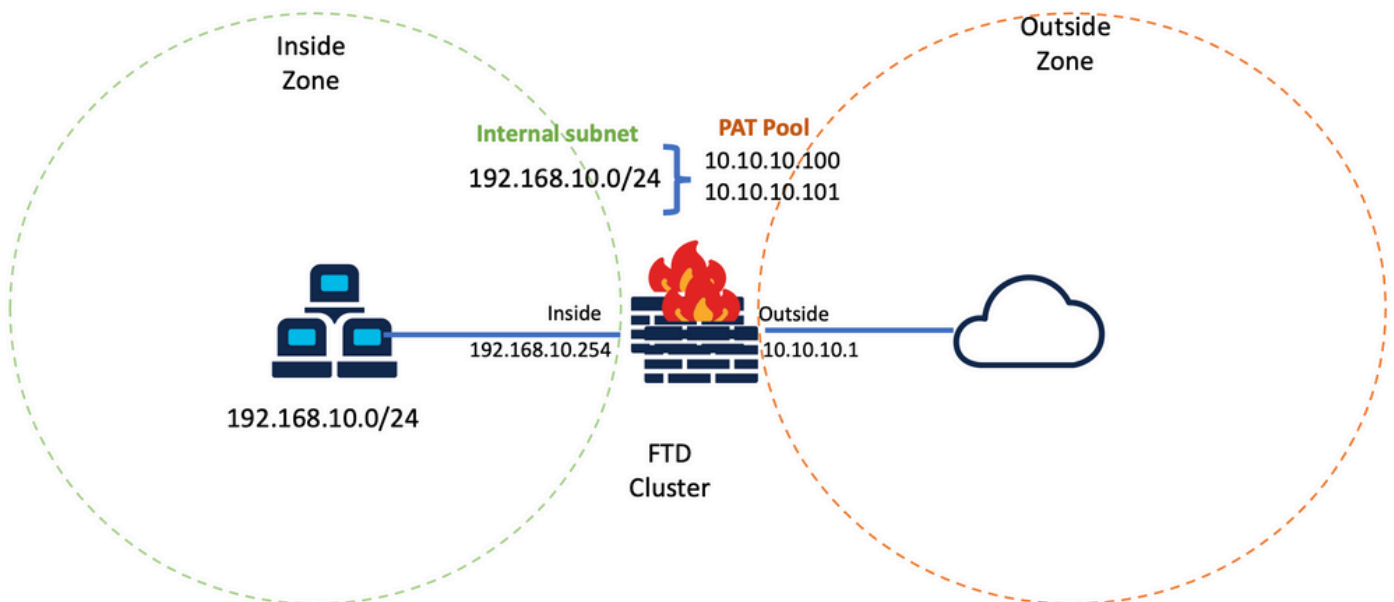 Inside
Zone
Outside
Zone
Internal subnet
192.168.10.0/24
PAT Pool
10.10.10.100
10.10.10.101
Inside
192.168.10.254
Outside
10.10.10.1
192.168.10.0/24
FTD
Cluster